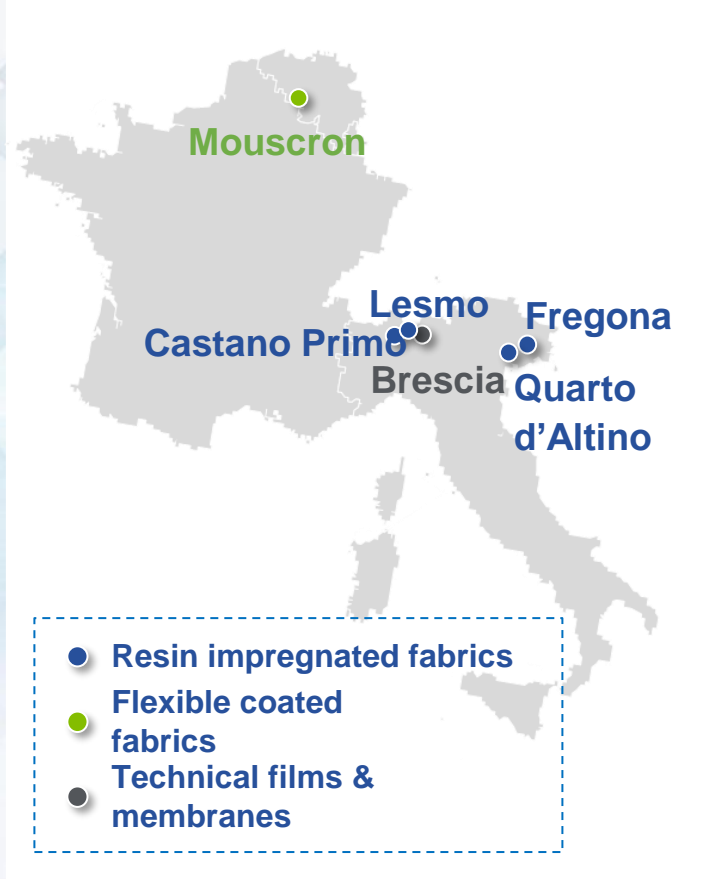 Mouscron
Lesmo
Fregona
Castano Primo
Brescia
Quarto
d’Altino
Resin impregnated fabrics
Flexible coated
fabrics
Technical films &
membranes